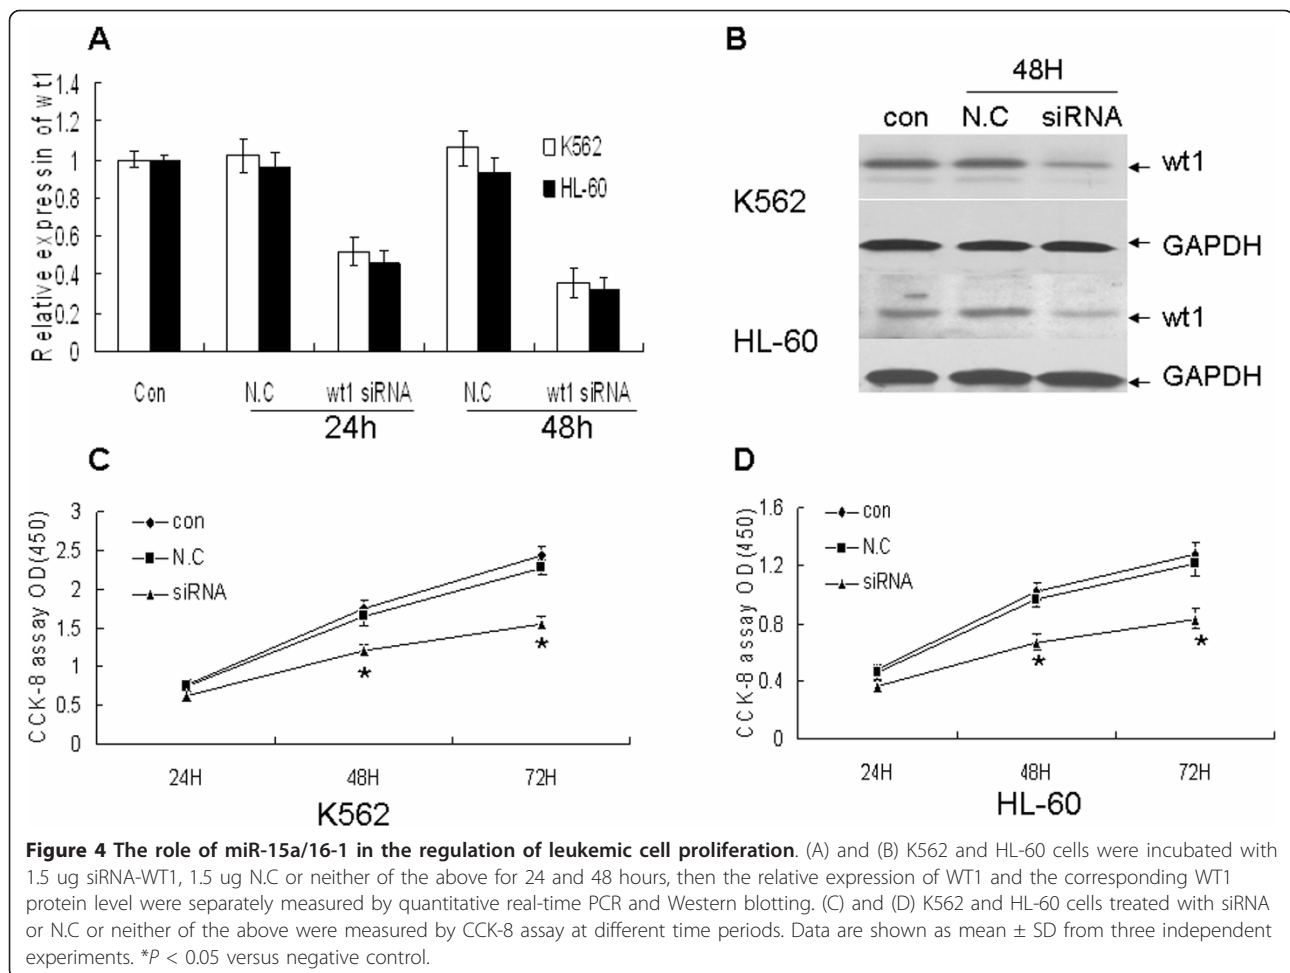 A
Relative expressin of wt1
1.4
1.2
1
0.8
0.6
0.4
0.2
0
K562
HL-60
Con
N.C
wt1 siRNA
N.C
wt1 siRNA
24h
48h
B
48H
con
N.C
siRNA
K562
wt1
GAPDH
HL-60
wt1
GAPDH
C
CCK-8 assay OD(450)
3
2.5
2
1.5
1
0.5
0
con
N.C
siRNA
*
*
24H
48H
72H
K562
D
CCK-8 assay OD(450)
1.6
1.2
0.8
0.4
0
con
N.C
siRNA
*
*
24H
48H
72H
HL-60
Figure 4 The role of miR-15a/16-1 in the regulation of leukemic cell proliferation. (A) and (B) K562 and HL-60 cells were incubated with
1.5 ug siRNA-WT1, 1.5 ug N.C or neither of the above for 24 and 48 hours, then the relative expression of WT1 and the corresponding WT1
protein level were separately measured by quantitative real-time PCR and Western blotting. (C) and (D) K562 and HL-60 cells treated with siRNA
or N.C or neither of the above were measured by CCK-8 assay at different time periods. Data are shown as mean ± SD from three independent
experiments. *P < 0.05 versus negative control.